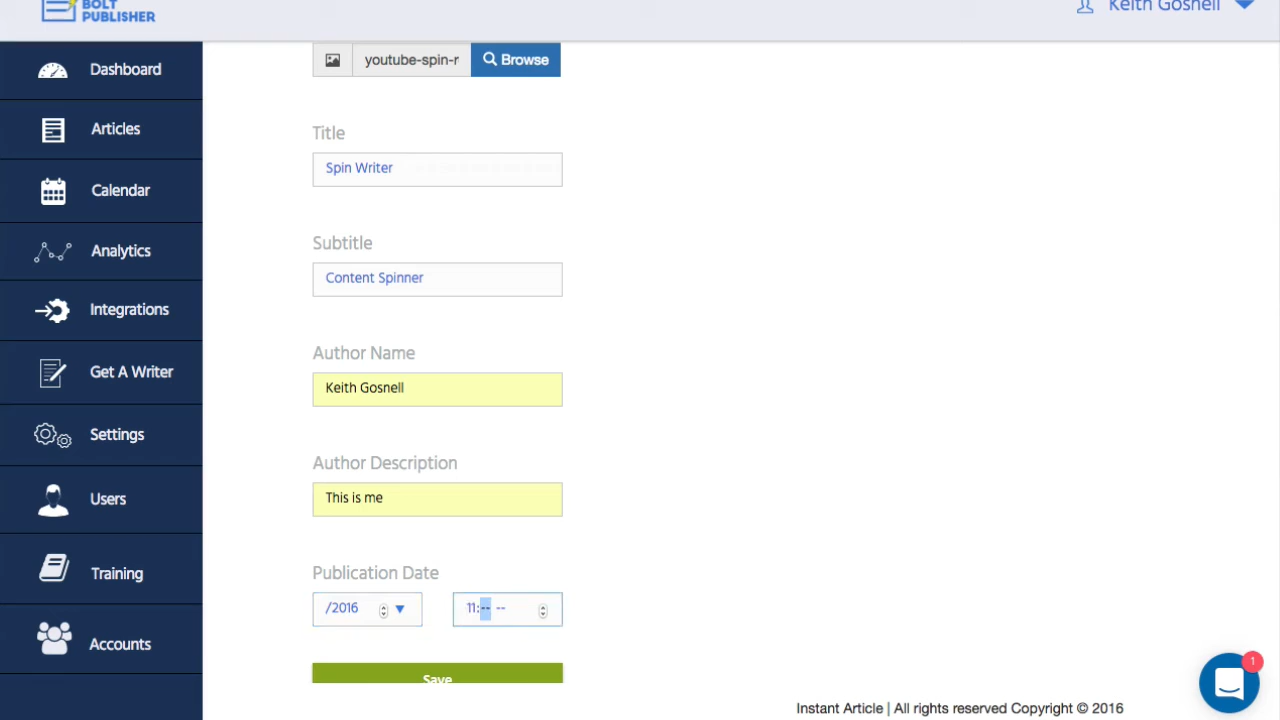 BOLT
PUBLISHER
Keith Gosnell
Dashboard
Articles
Calendar
Analytics
Integrations
Get A Writer
Settings
Users
Training
Accounts
youtube-spin-r
Browse
Title
Spin Writer
Subtitle
Content Spinner
Author Name
Keith Gosnell
Author Description
This is me
Publication Date
/2016
11:-- --
Save
1
Instant Article | All rights reserved Copyright © 2016